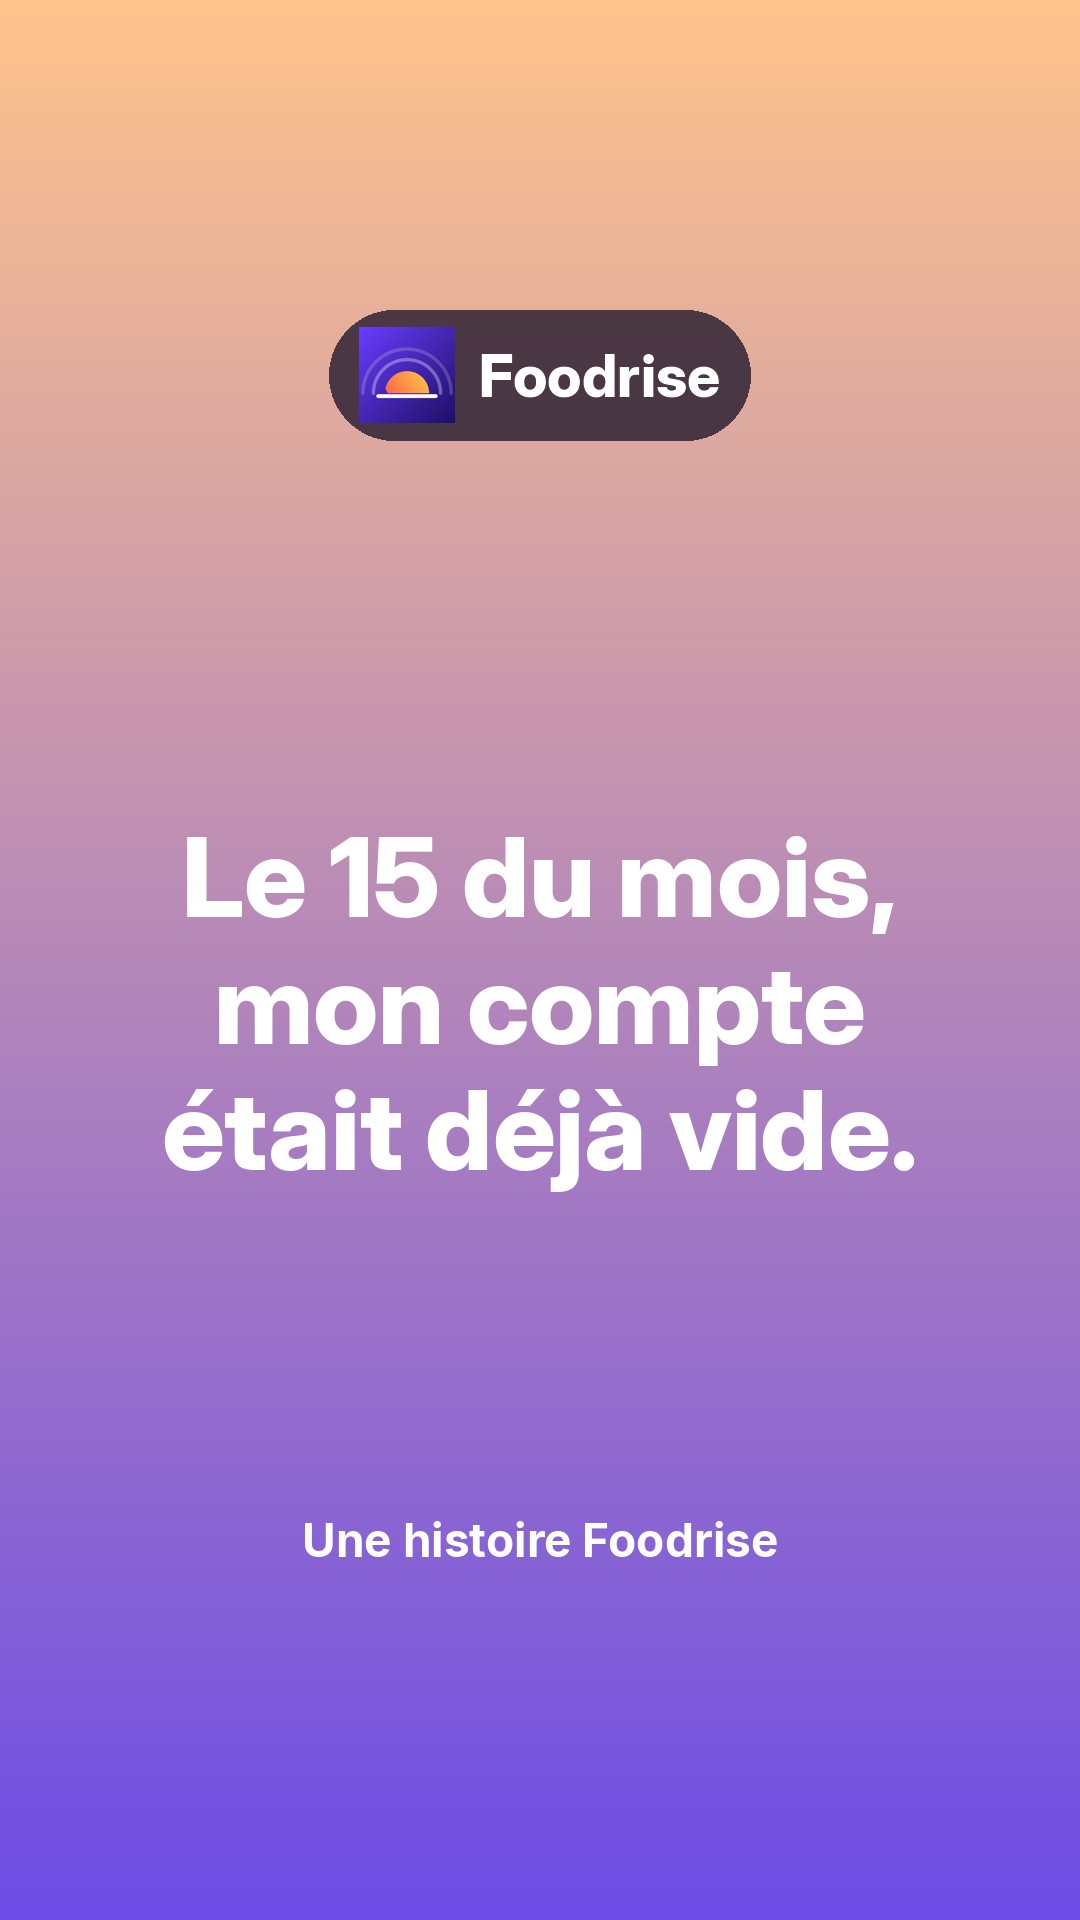 Foodrise
Le 15 du mois,
mon compte
était déjà vide.
Une histoire Foodrise